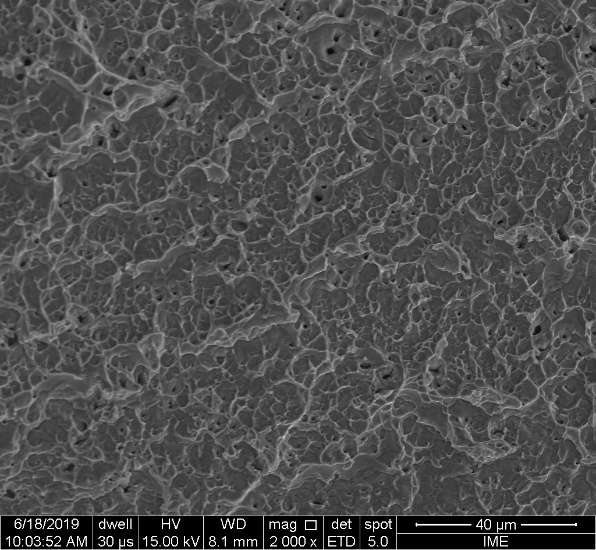 6/18/2019 dwell HV WD mag det spot 40 µm
10:03:52 AM 30 µs 15.00 kV 8.1 mm 2 000 x ETD 5.0 IME